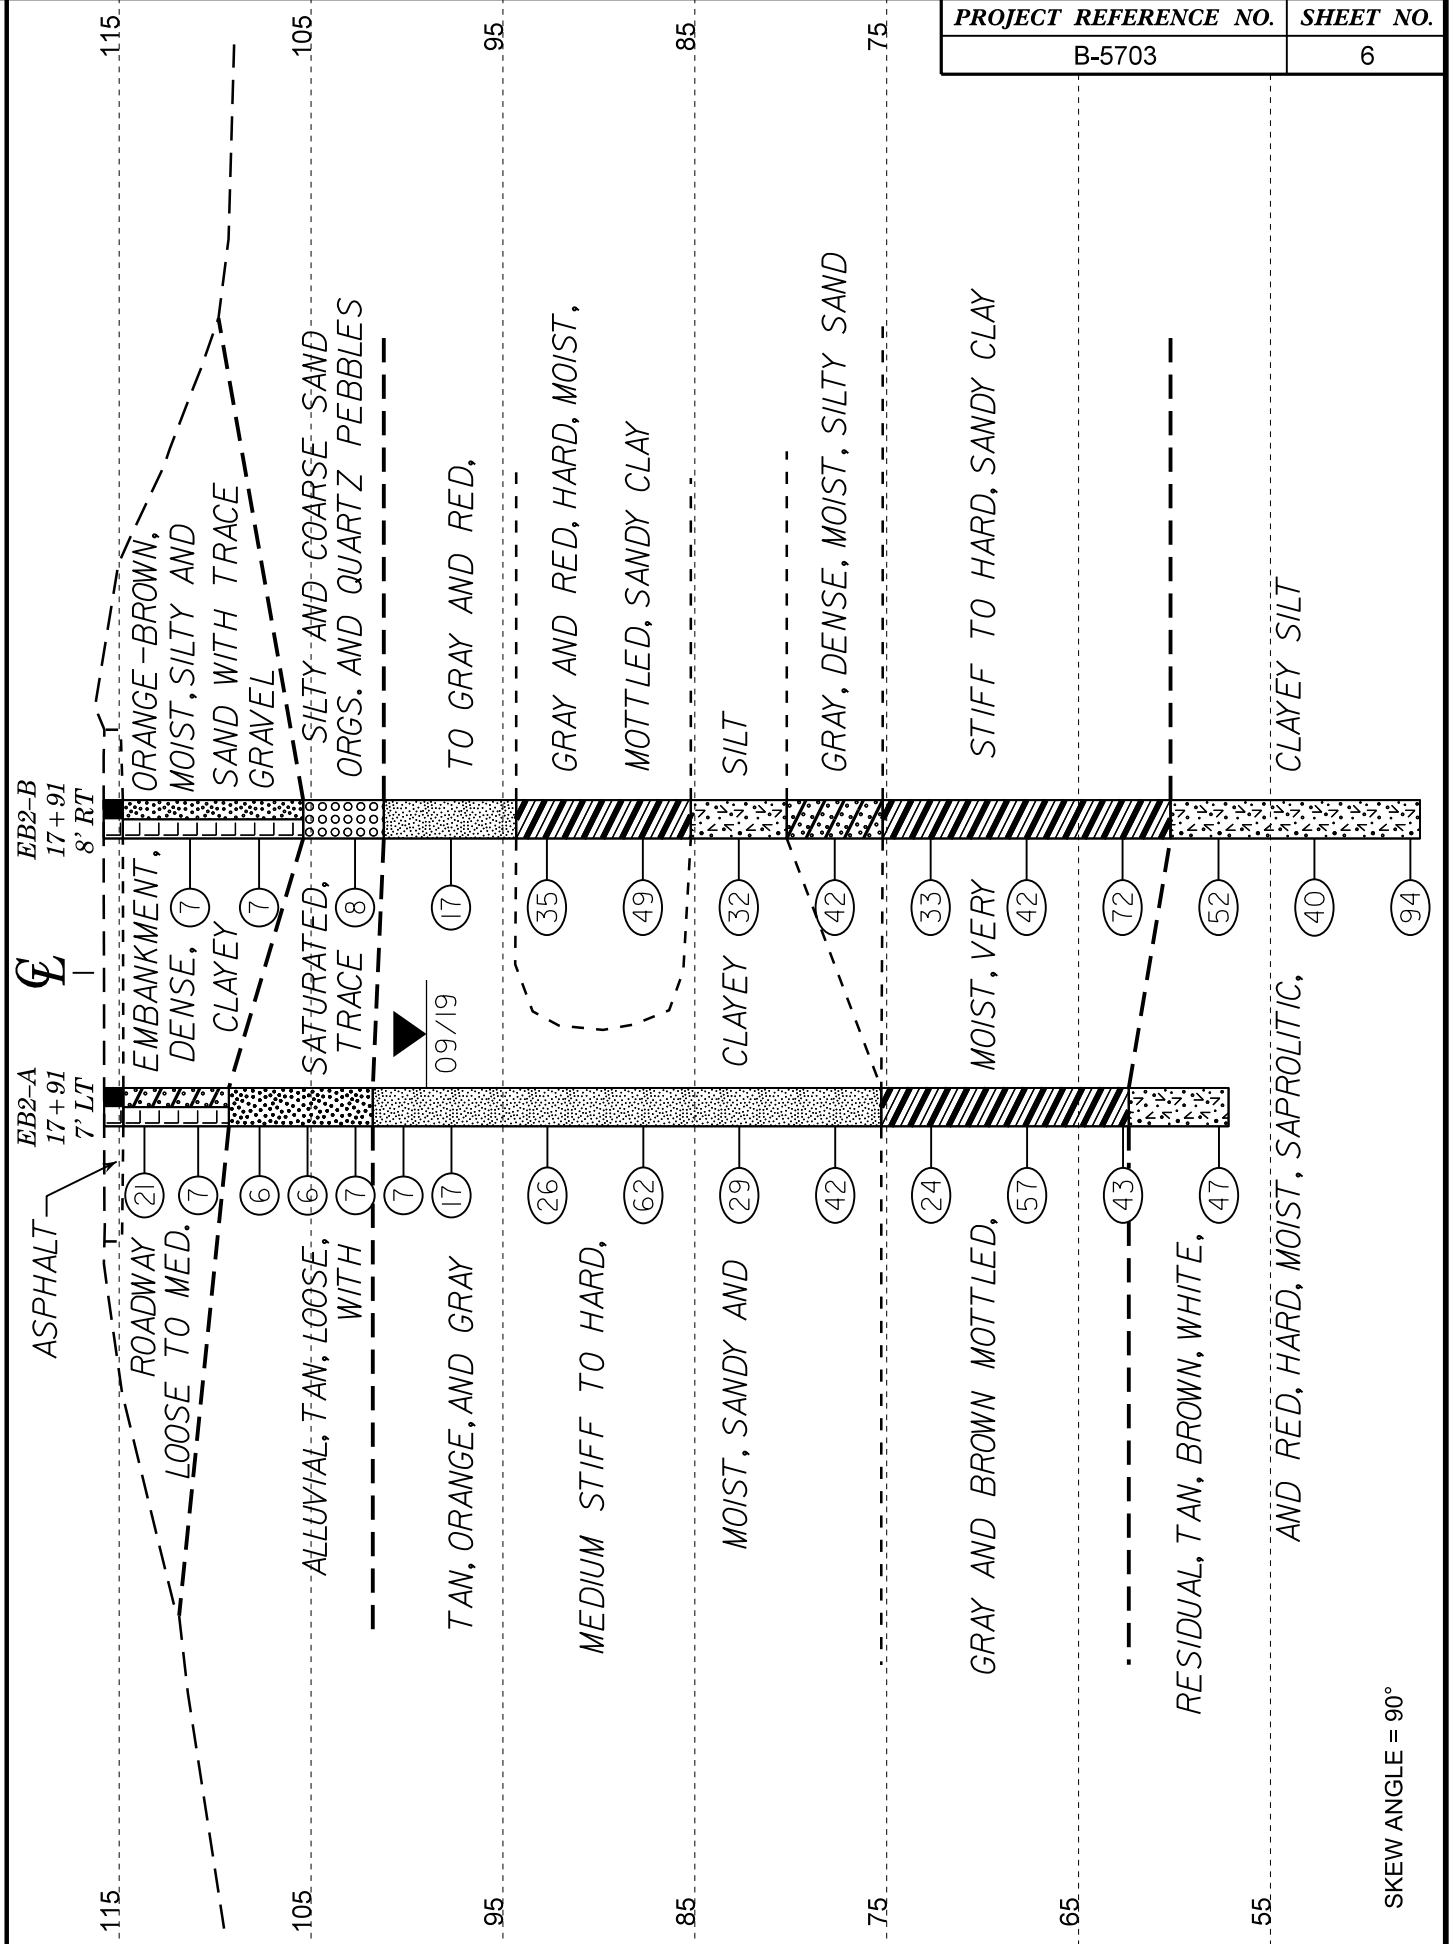 PROJECT REFERENCE NO. SHEET NO.
B-5703 6
EB2-A
17+91
7' LT
EB2-B
17+91
8' RT
CL
ASPHALT
115 115
ROADWAY EMBANKMENT, ORANGE-BROWN,
LOOSE TO MED. DENSE, MOIST, SILTY AND
CLAYEY SAND WITH TRACE
GRAVEL
105 105
ALLUVIAL, TAN, LOOSE, SATURATED, SILTY AND COARSE SAND
WITH TRACE ORGS. AND QUARTZ PEBBLES
09/19
95 95
TAN, ORANGE, AND GRAY TO GRAY AND RED,
GRAY AND RED, HARD, MOIST,
MEDIUM STIFF TO HARD,
MOTTLED, SANDY CLAY
85 85
MOIST, SANDY AND CLAYEY SILT
GRAY, DENSE, MOIST, SILTY SAND
75 75
GRAY AND BROWN MOTTLED, MOIST, VERY STIFF TO HARD, SANDY CLAY
65
RESIDUAL, TAN, BROWN, WHITE,
AND RED, HARD, MOIST, SAPROLITIC, CLAYEY SILT
55
21
7
6
6
7
7
17
26
62
29
42
24
57
43
47
7
7
8
17
35
49
32
42
33
42
72
52
40
94
SKEW ANGLE = 90°